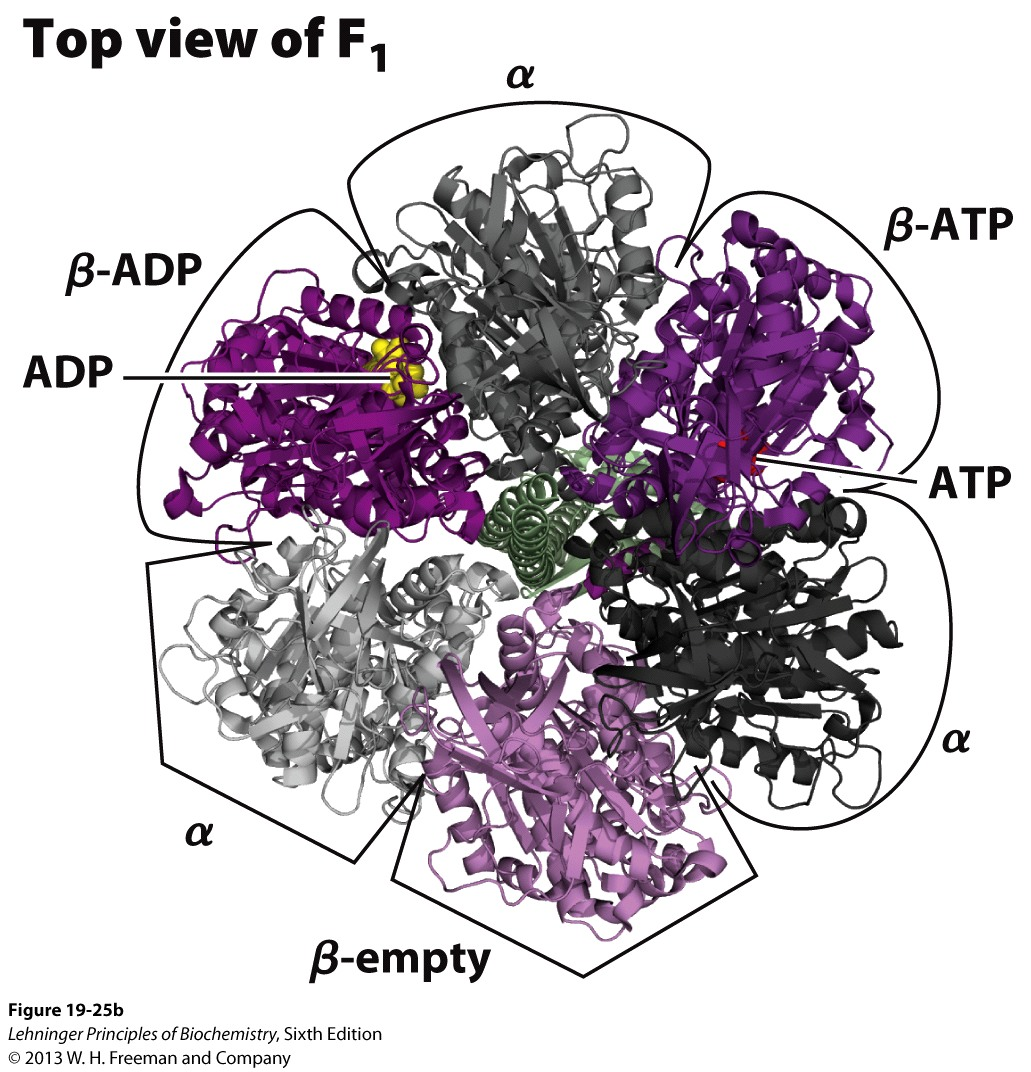 Top view of F₁
α
β-ATP
β-ADP
ADP
ATP
α
α
β-empty
Figure 19-25b
Lehninger Principles of Biochemistry, Sixth Edition
© 2013 W. H. Freeman and Company